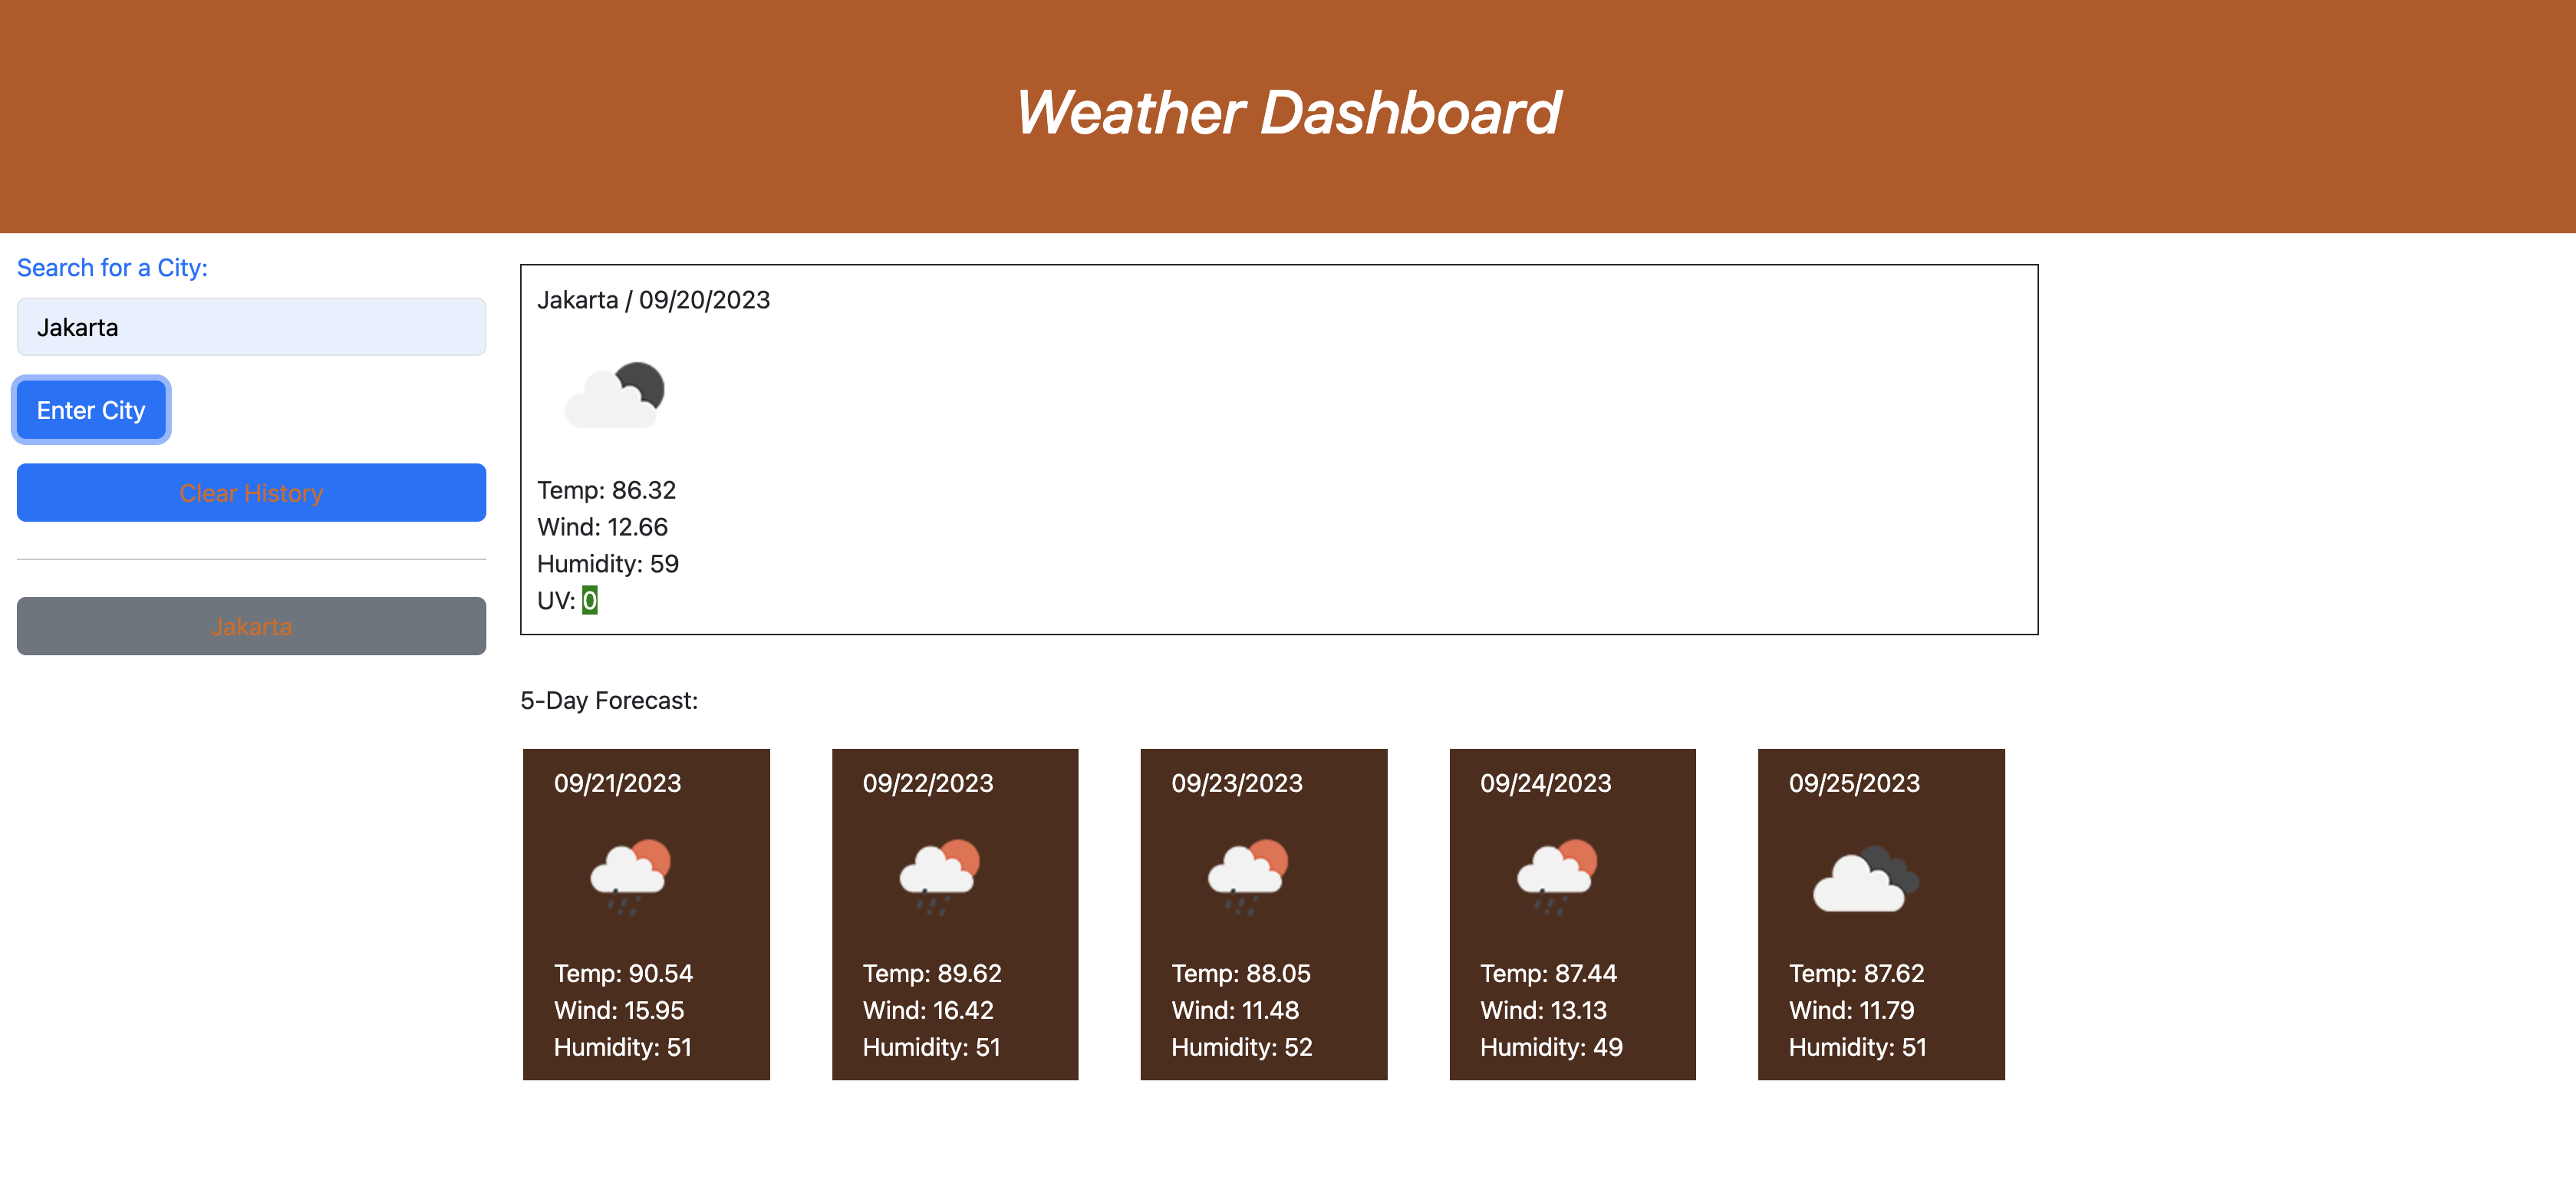 Weather Dashboard
Search for a City:
Jakarta
Enter City
Clear History
Jakarta
Jakarta / 09/20/2023
Temp: 86.32
Wind: 12.66
Humidity: 59
UV: 0
5-Day Forecast:
09/21/2023
Temp: 90.54
Wind: 15.95
Humidity: 51
09/22/2023
Temp: 89.62
Wind: 16.42
Humidity: 51
09/23/2023
Temp: 88.05
Wind: 11.48
Humidity: 52
09/24/2023
Temp: 87.44
Wind: 13.13
Humidity: 49
09/25/2023
Temp: 87.62
Wind: 11.79
Humidity: 51